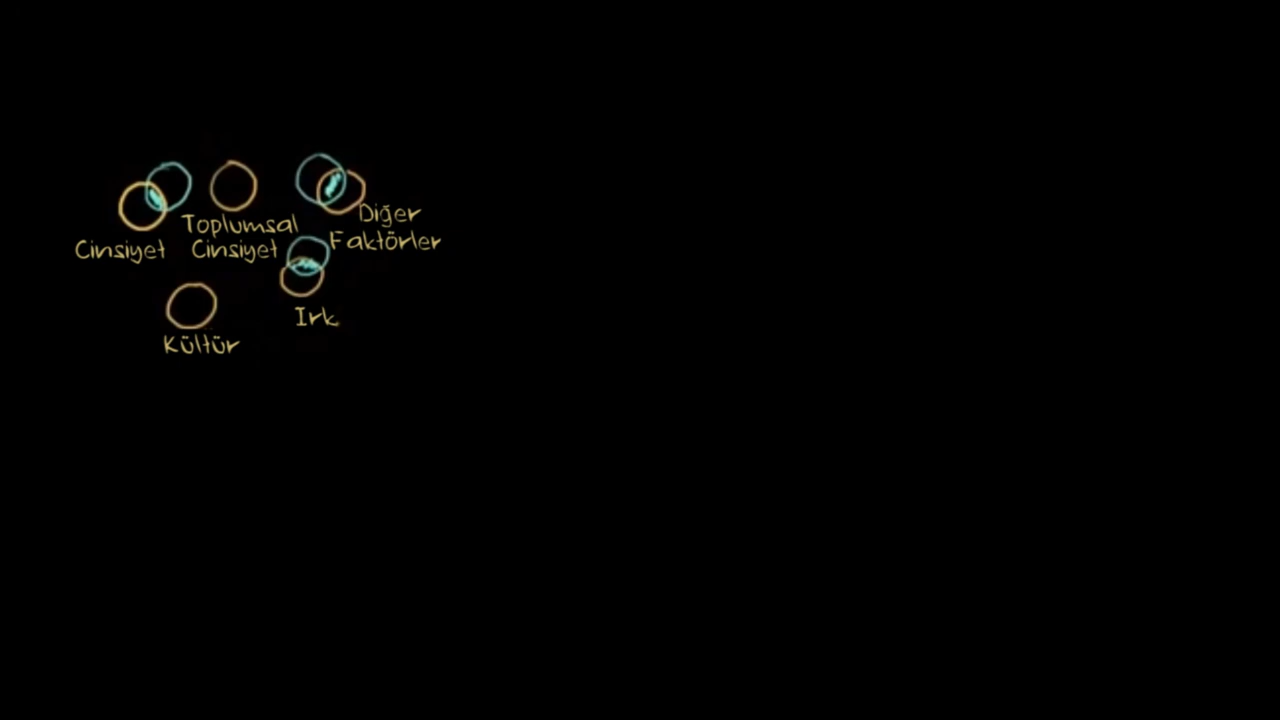 Cinsiyet
Toplumsal
Cinsiyet
Diğer
Faktörler
Kültür
Irk